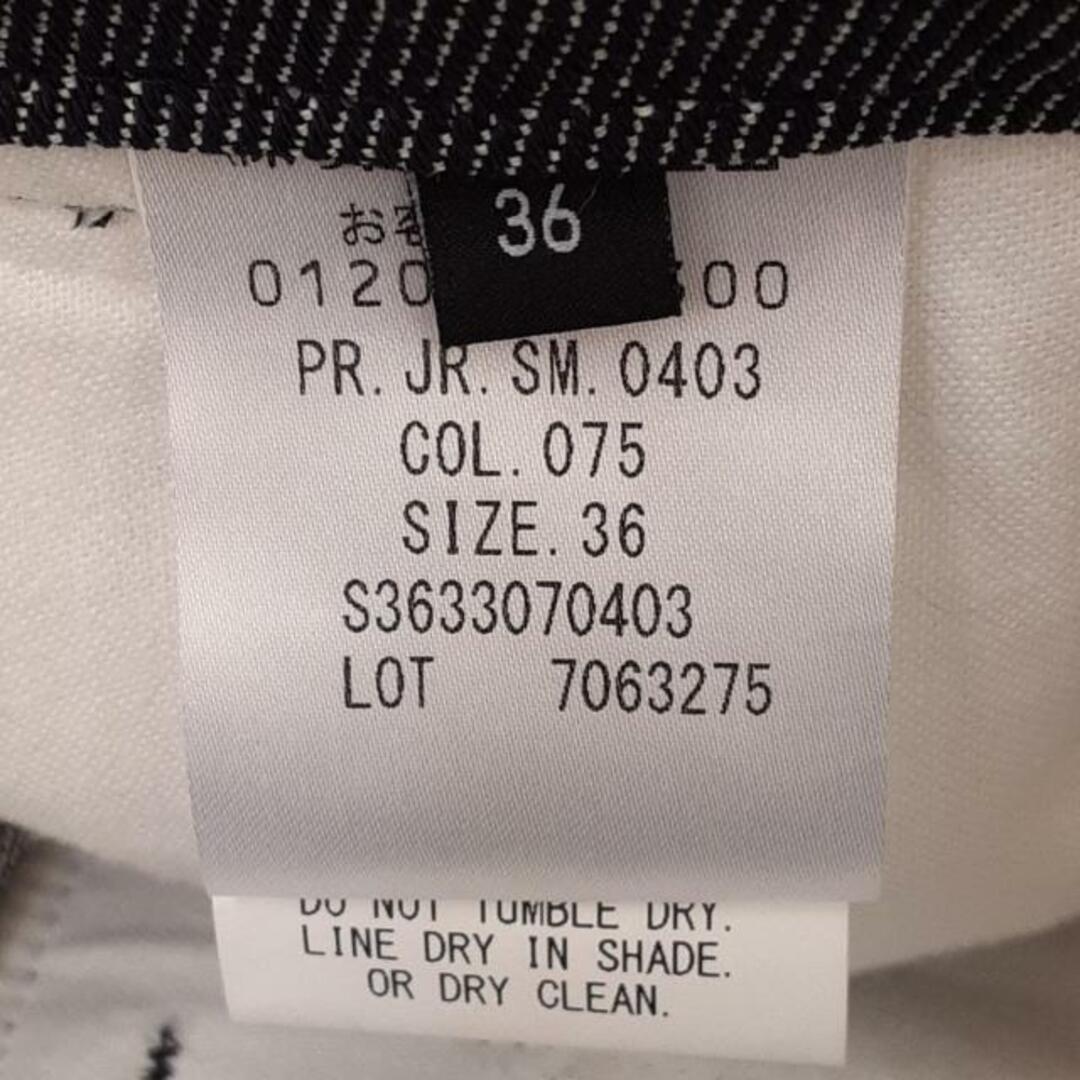 36
お客
0120 300
PR. JR. SM. 0403
COL. 075
SIZE. 36
S3633070403
LOT 7063275
DO NOT TUMBLE DRY.
LINE DRY IN SHADE.
OR DRY CLEAN.